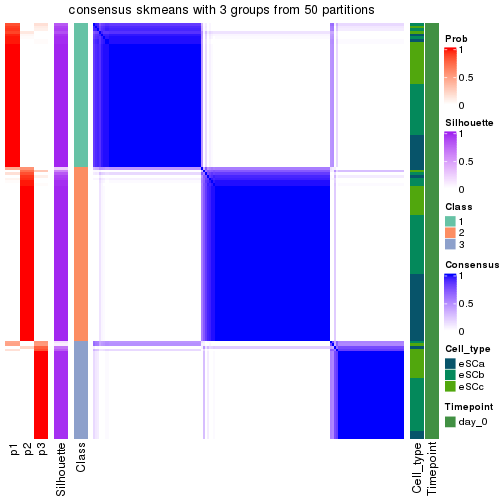 consensus skmeans with 3 groups from 50 partitions
Prob
1
0.5
0
Silhouette
1
0.5
0
Class
1
2
3
Consensus
1
0.5
0
Cell_type
eSCa
eSCb
eSCc
Timepoint
day_0
p1
p2
p3
Silhouette
Class
Cell_type
Timepoint